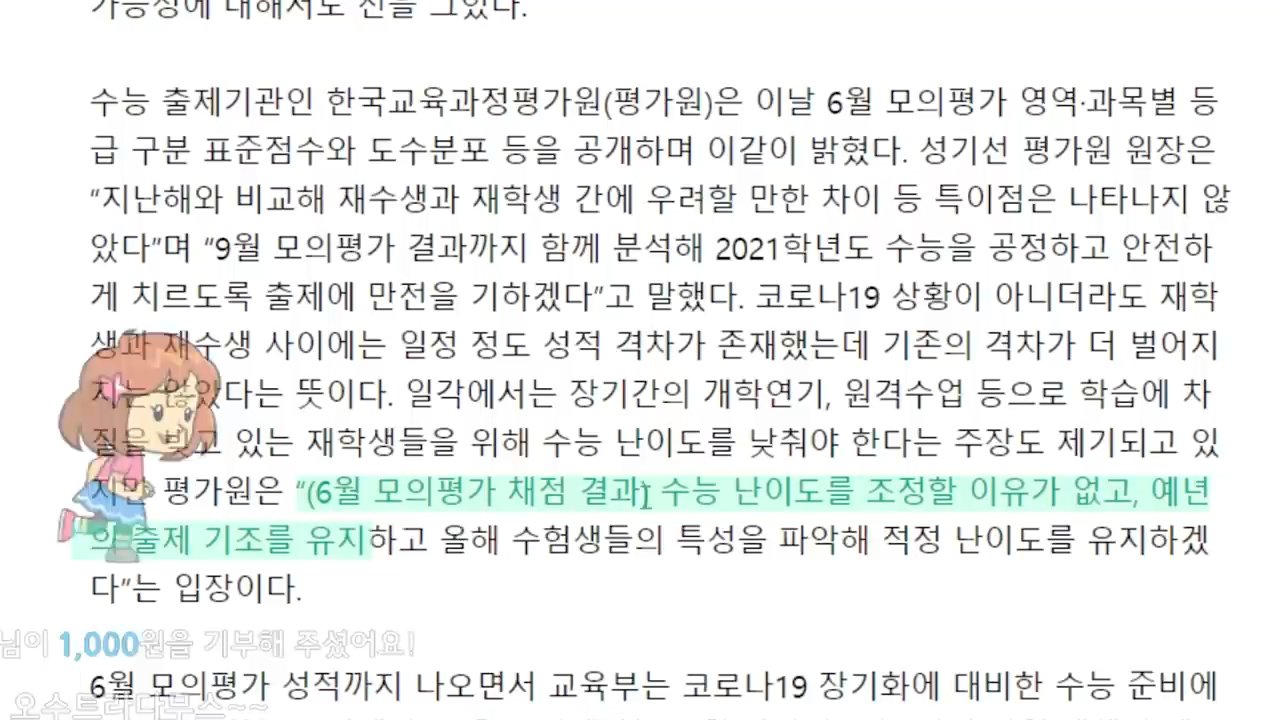 가능성에 대해서도 선을 그었다.
수능 출제기관인 한국교육과정평가원(평가원)은 이날 6월 모의평가 영역·과목별 등
급 구분 표준점수와 도수분포 등을 공개하며 이같이 밝혔다. 성기선 평가원 원장은
“지난해와 비교해 재수생과 재학생 간에 우려할 만한 차이 등 특이점은 나타나지 않
았다”며 “9월 모의평가 결과까지 함께 분석해 2021학년도 수능을 공정하고 안전하
게 치르도록 출제에 만전을 기하겠다”고 말했다. 코로나19 상황이 아니더라도 재학
생과 재수생 사이에는 일정 정도 성적 격차가 존재했는데 기존의 격차가 더 벌어지
지는 않았다는 뜻이다. 일각에서는 장기간의 개학연기, 원격수업 등으로 학습에 차
질을 빚고 있는 재학생들을 위해 수능 난이도를 낮춰야 한다는 주장도 제기되고 있
지만 평가원은 “(6월 모의평가 채점 결과) 수능 난이도를 조정할 이유가 없고, 예년
의 출제 기조를 유지하고 올해 수험생들의 특성을 파악해 적정 난이도를 유지하겠
다”는 입장이다.
님이 1,000원을 기부해 주셨어요!
6월 모의평가 성적까지 나오면서 교육부는 코로나19 장기화에 대비한 수능 준비에